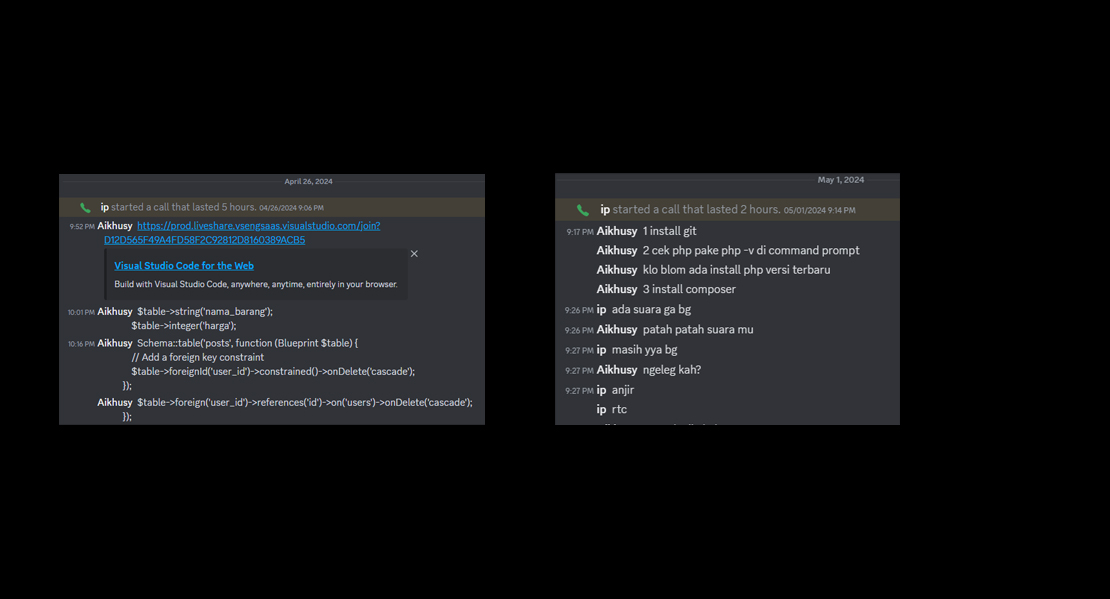 April 26, 2024
ip started a call that lasted 5 hours. 04/26/2024 9:06 PM
9:52 PM Aikhusy https://prod.liveshare.vsengsaas.visualstudio.com/join?
D12D565F49A4FD58F2C92812D8160389ACB5
Visual Studio Code for the Web
Build with Visual Studio Code, anywhere, anytime, entirely in your browser.
10:01 PM Aikhusy $table->string('nama_barang');
$table->integer('harga');
10:16 PM Aikhusy Schema::table('posts', function (Blueprint $table) {
// Add a foreign key constraint
$table->foreignId('user_id')->constrained()->onDelete('cascade');
});
Aikhusy $table->foreign('user_id')->references('id')->on('users')->onDelete('cascade');
});
May 1, 2024
ip started a call that lasted 2 hours. 05/01/2024 9:14 PM
9:17 PM Aikhusy 1 install git
Aikhusy 2 cek php pake php -v di command prompt
Aikhusy klo blom ada install php versi terbaru
Aikhusy 3 install composer
9:26 PM ip ada suara ga bg
9:26 PM Aikhusy patah patah suara mu
9:27 PM ip masih yya bg
9:27 PM Aikhusy ngeleg kah?
9:27 PM ip anjir
ip rtc